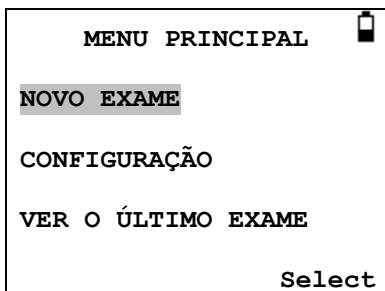 MENU PRINCIPAL
NOVO EXAME
CONFIGURAÇÃO
VER O ÚLTIMO EXAME
Select